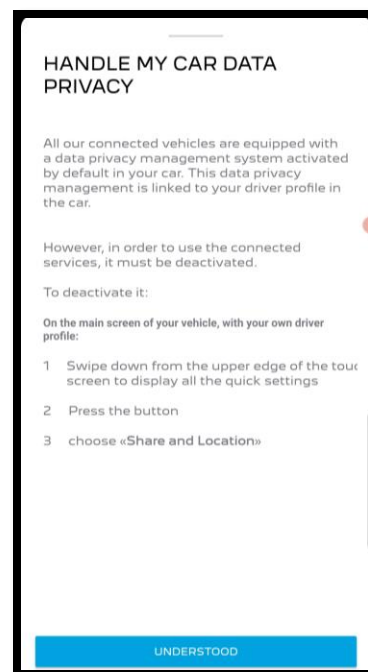 HANDLE MY CAR DATA
PRIVACY
All our connected vehicles are equipped with
a data privacy management system activated
by default in your car. This data privacy
management is linked to your driver profile in
the car.
However, in order to use the connected
services, it must be deactivated.
To deactivate it:
On the main screen of your vehicle, with your own driver
profile:
1 Swipe down from the upper edge of the touc
screen to display all the quick settings
2 Press the button
3 choose «Share and Location»
UNDERSTOOD